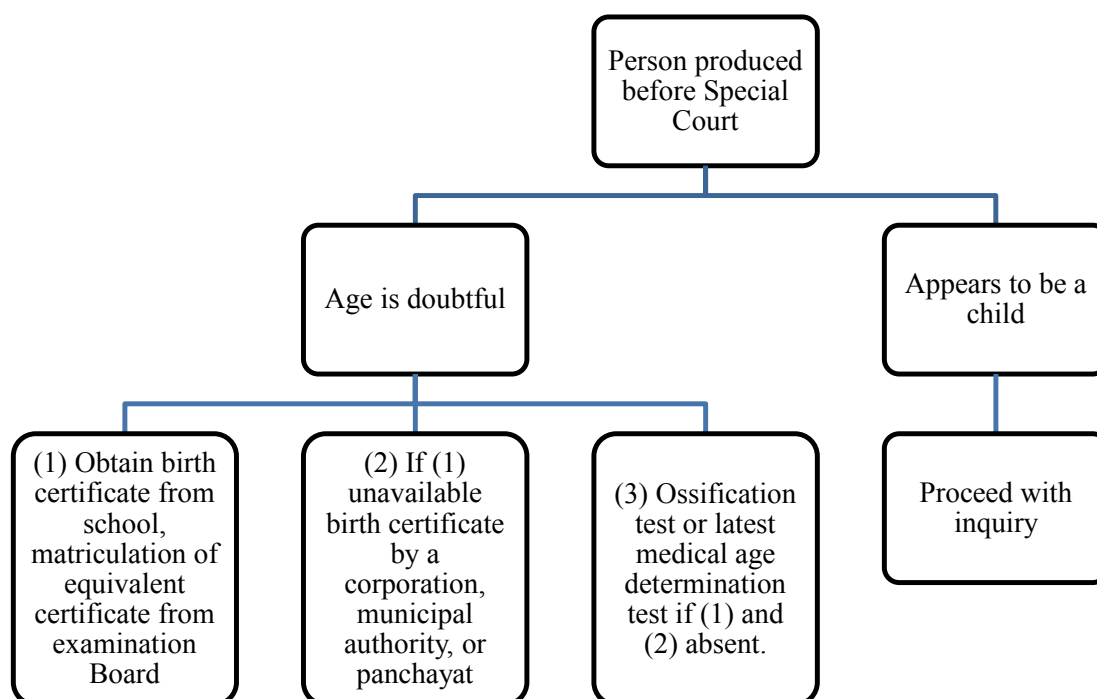 Person produced
before Special
Court
Age is doubtful
Appears to be a
child
(1) Obtain birth
certificate from
school,
matriculation of
equivalent
certificate from
examination
Board
(2) If (1)
unavailable
birth certificate
by a
corporation,
municipal
authority, or
panchayat
(3) Ossification
test or latest
medical age
determination
test if (1) and
(2) absent.
Proceed with
inquiry